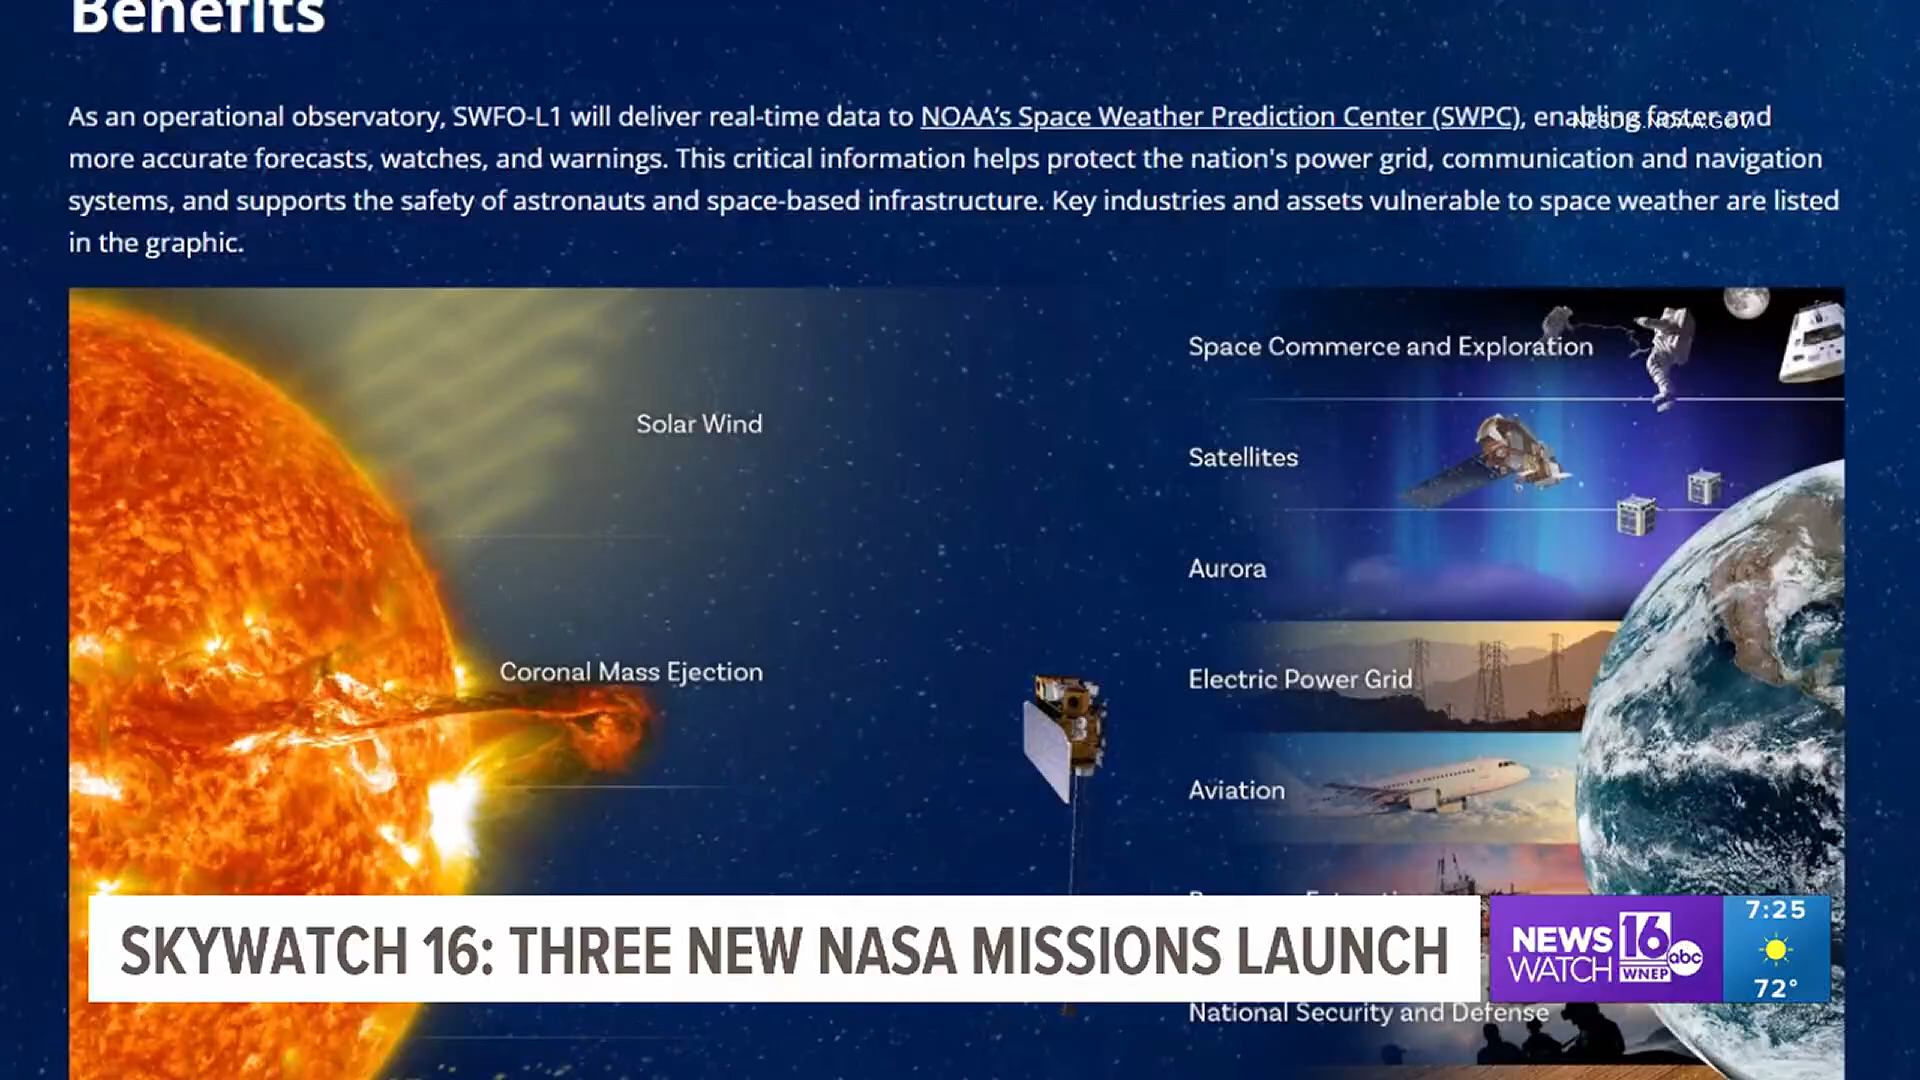 Benefits
As an operational observatory, SWFO-L1 will deliver real-time data to NOAA's Space Weather Prediction Center (SWPC), enabling faster and
NESDIS.NOAA.GOV
more accurate forecasts, watches, and warnings. This critical information helps protect the nation's power grid, communication and navigation
systems, and supports the safety of astronauts and space-based infrastructure. Key industries and assets vulnerable to space weather are listed
in the graphic.
Space Commerce and Exploration
Solar Wind
Satellites
Aurora
Coronal Mass Ejection
Electric Power Grid
Aviation
SKYWATCH 16: THREE NEW NASA MISSIONS LAUNCH
NEWS
WATCH
16
WNEP
abc
7:25
72°
National Security and Defense